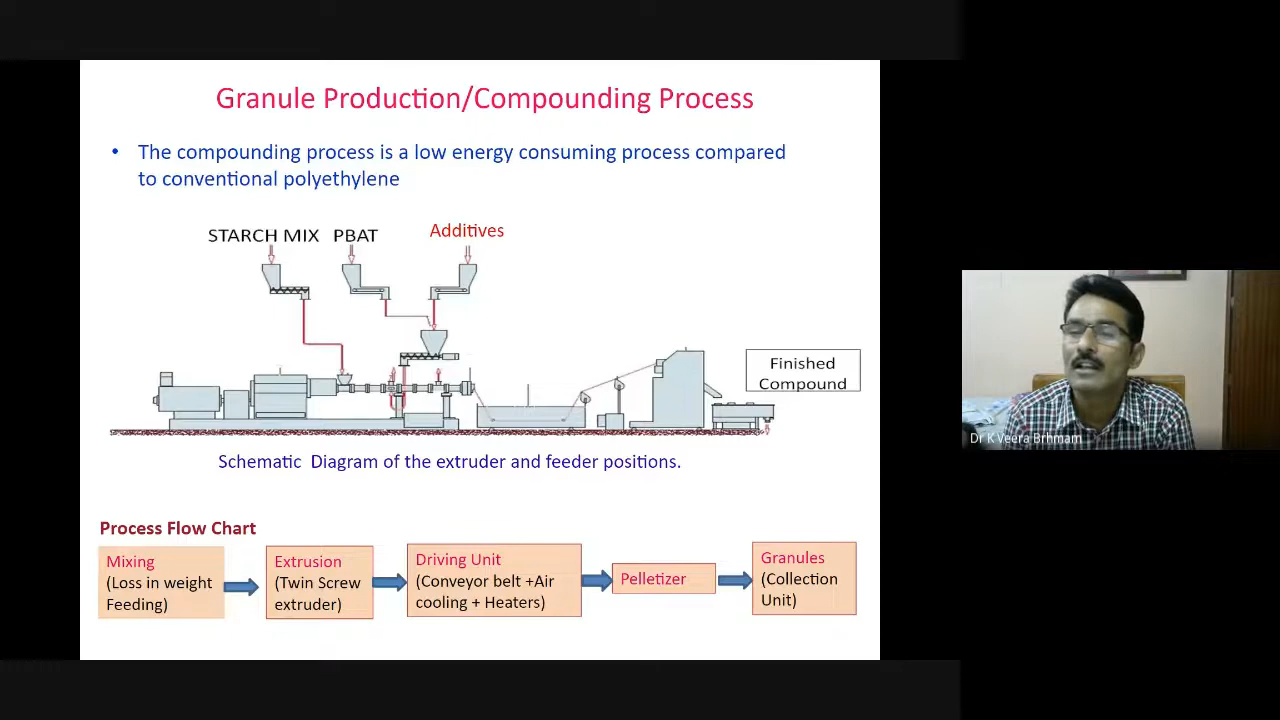 Granule Production/Compounding Process
• The compounding process is a low energy consuming process compared
to conventional polyethylene
STARCH MIX PBAT Additives
Finished
Compound
Schematic Diagram of the extruder and feeder positions.
Process Flow Chart
Mixing
(Loss in weight
Feeding)
Extrusion
(Twin Screw
extruder)
Driving Unit
(Conveyor belt +Air
cooling + Heaters)
Pelletizer
Granules
(Collection
Unit)
Dr K Veera Brhmam